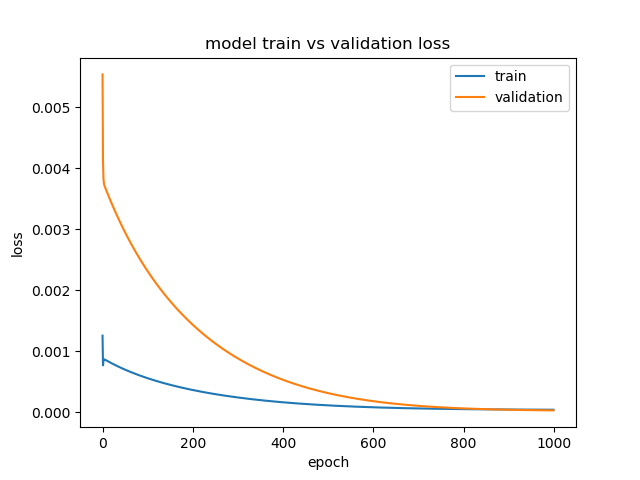 model train vs validation loss
train
validation
0.005
0.004
0.003
0.002
0.001
0.000
loss
0 200 400 600 800 1000
epoch